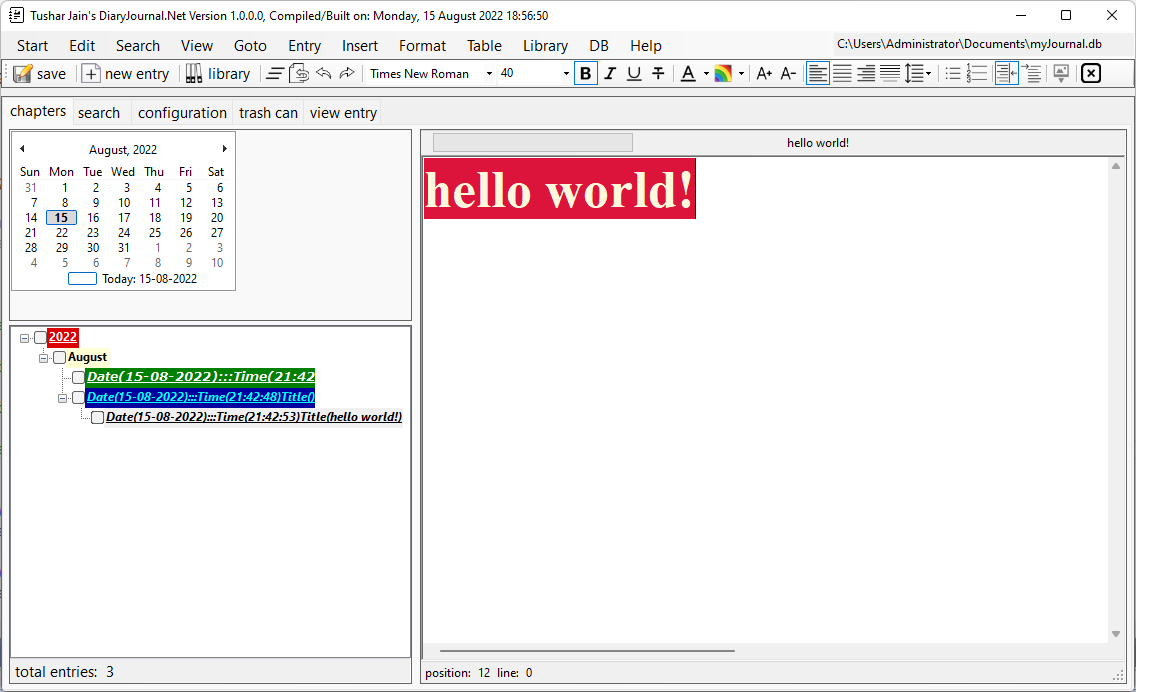 Tushar Jain's DiaryJournal.Net Version 1.0.0.0, Compiled/Built on: Monday, 15 August 2022 18:56:50
Start Edit Search View Goto Entry Insert Format Table Library DB Help C:\Users\Administrator\Documents\myJournal.db
save new entry library Times New Roman 40 B I U T A A+ A-
chapters search configuration trash can view entry
August, 2022
Sun Mon Tue Wed Thu Fri Sat
31 1 2 3 4 5 6
7 8 9 10 11 12 13
14 15 16 17 18 19 20
21 22 23 24 25 26 27
28 29 30 31 1 2 3
4 5 6 7 8 9 10
Today: 15-08-2022
2022
August
Date(15-08-2022):::Time(21:42
Date(15-08-2022):::Time(21:42:48)Title()
Date(15-08-2022):::Time(21:42:53)Title(hello world!)
total entries: 3
hello world!
hello world!
position: 12 line: 0